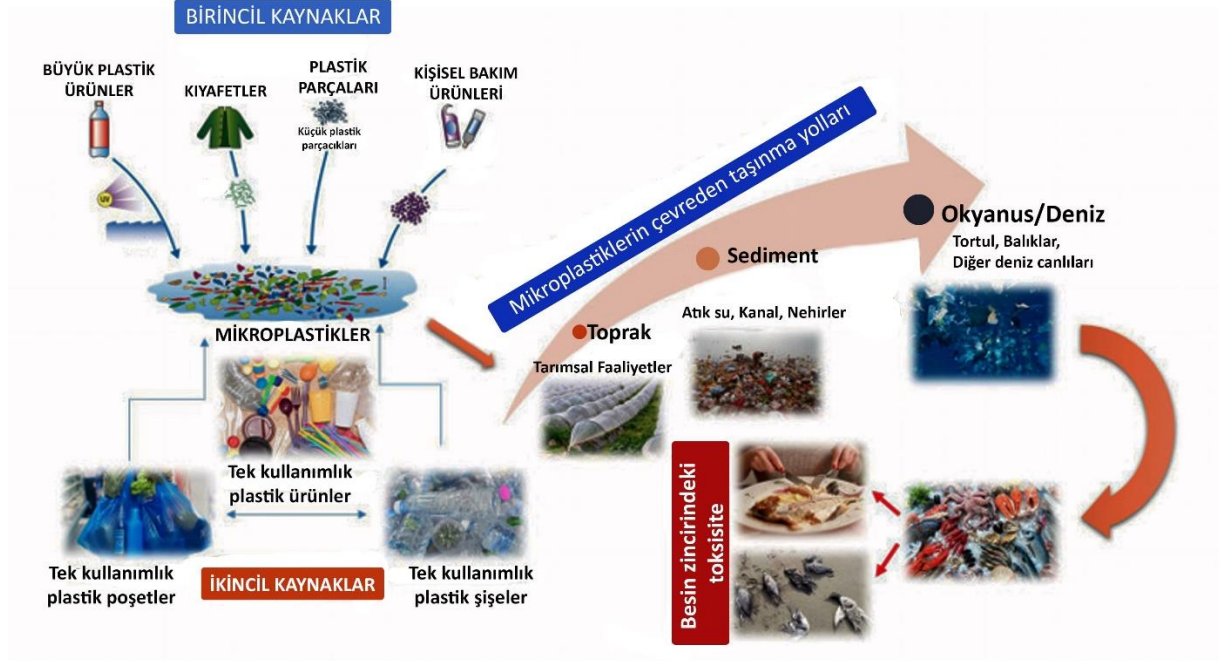 BİRİNCİL KAYNAKLAR
BÜYÜK PLASTİK
ÜRÜNLER
KIYAFETLER
PLASTİK
PARÇALARI
Küçük plastik
parçacıkları
KİŞİSEL BAKIM
ÜRÜNLERİ
UV
MİKROPLASTİKLER
Tek kullanımlık
plastik ürünler
Tek kullanımlık
plastik poşetler
İKİNCİL KAYNAKLAR
Tek kullanımlık
plastik şişeler
Mikroplastiklerin çevreden taşınma yolları
Toprak
Tarımsal Faaliyetler
Sediment
Atık su, Kanal, Nehirler
Okyanus/Deniz
Tortul, Balıklar,
Diğer deniz canlıları
Besin zincirindeki
toksisite